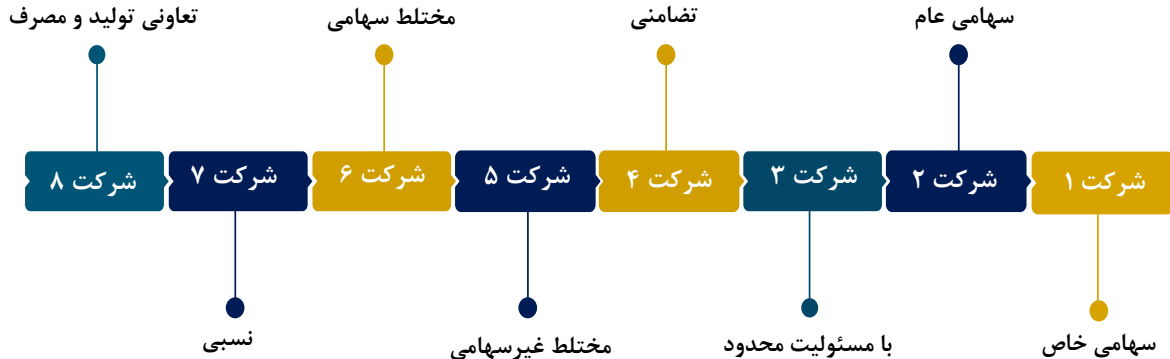 سهامی عام
تضامنی
مختلط سهامی
تعاونی تولید و مصرف
شرکت ۱
شرکت ۲
شرکت ۳
شرکت ۴
شرکت ۵
شرکت ۶
شرکت ۷
شرکت ۸
سهامی خاص
با مسئولیت محدود
مختلط غیرسهامی
نسبی